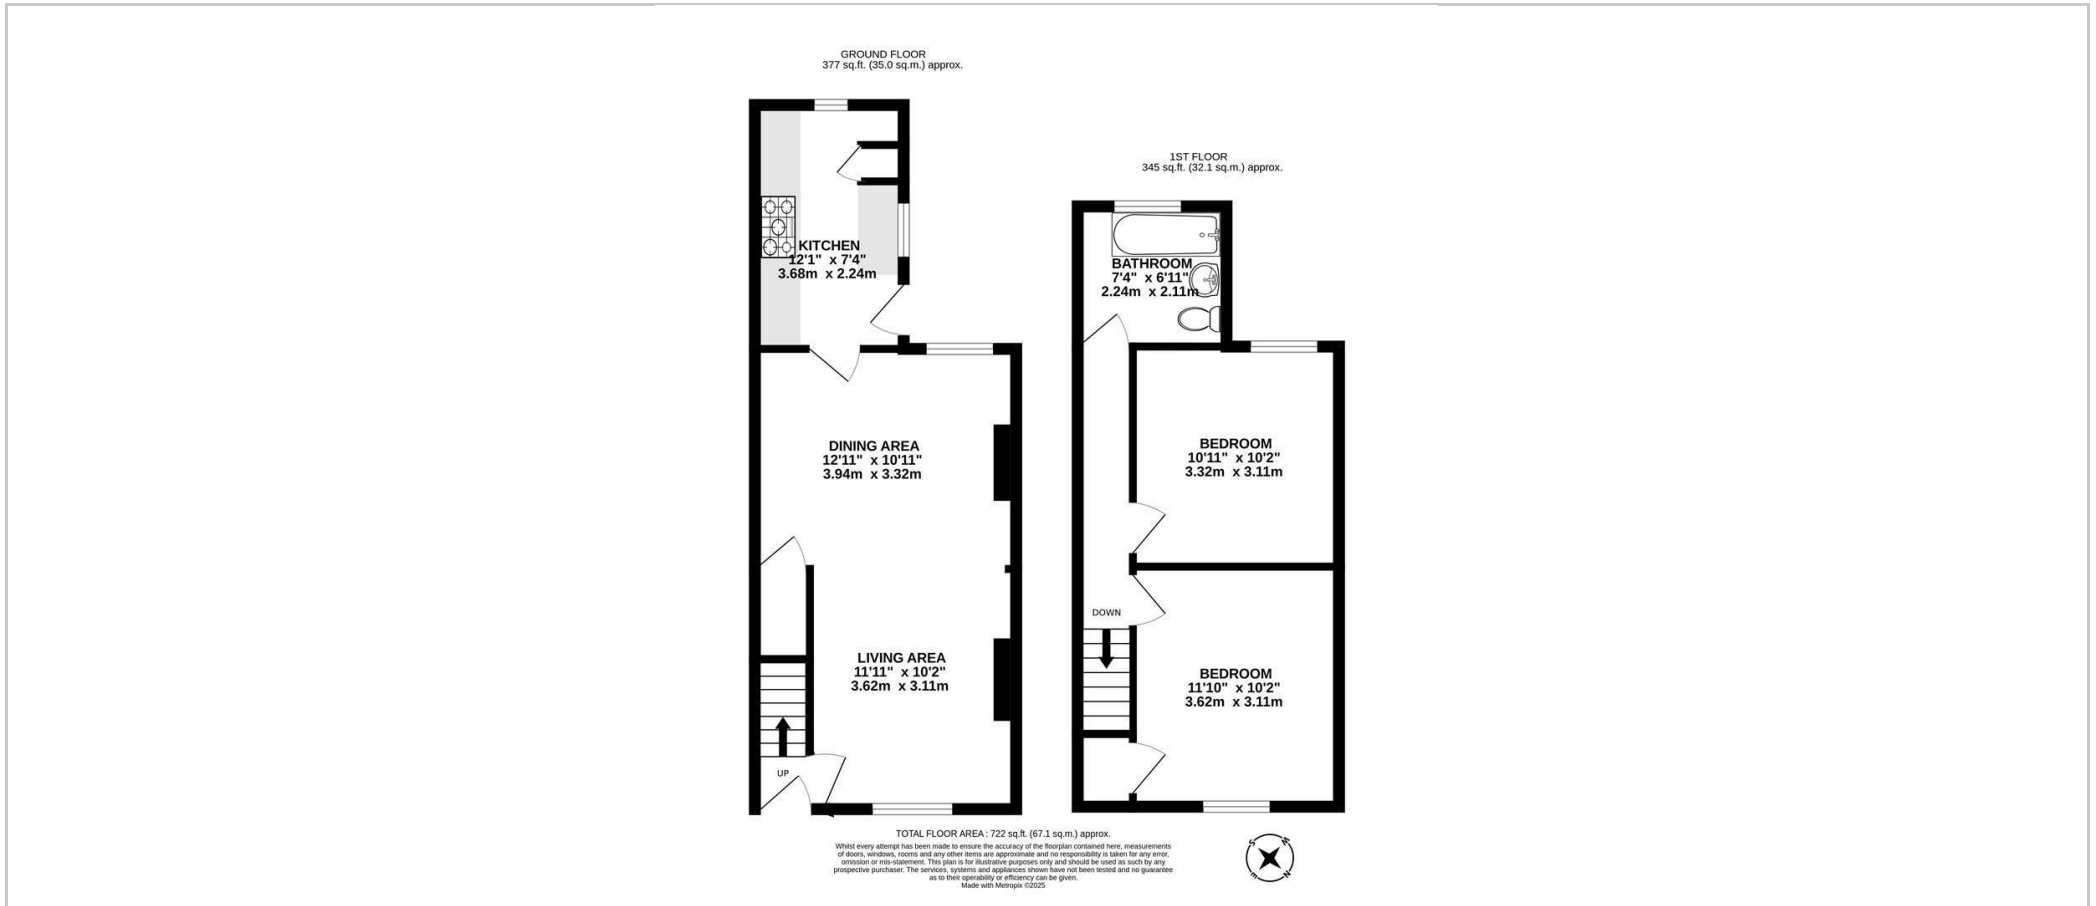 GROUND FLOOR
377 sq.ft. (35.0 sq.m.) approx.
KITCHEN
12'1" x 7'4"
3.68m x 2.24m
DINING AREA
12'11" x 10'11"
3.94m x 3.32m
LIVING AREA
11'11" x 10'2"
3.62m x 3.11m
UP
1ST FLOOR
345 sq.ft. (32.1 sq.m.) approx.
BATHROOM
7'4" x 6'11"
2.24m x 2.11m
BEDROOM
10'11" x 10'2"
3.32m x 3.11m
DOWN
BEDROOM
11'10" x 10'2"
3.62m x 3.11m
TOTAL FLOOR AREA : 722 sq.ft. (67.1 sq.m.) approx.
Whilst every attempt has been made to ensure the accuracy of the floorplan contained here, measurements
of doors, windows, rooms and any other items are approximate and no responsibility is taken for any error,
omission or mis-statement. This plan is for illustrative purposes only and should be used as such by any
prospective purchaser. The services, systems and appliances shown have not been tested and no guarantee
as to their operability or efficiency can be given.
Made with Metropix ©2025
S
W
E
N